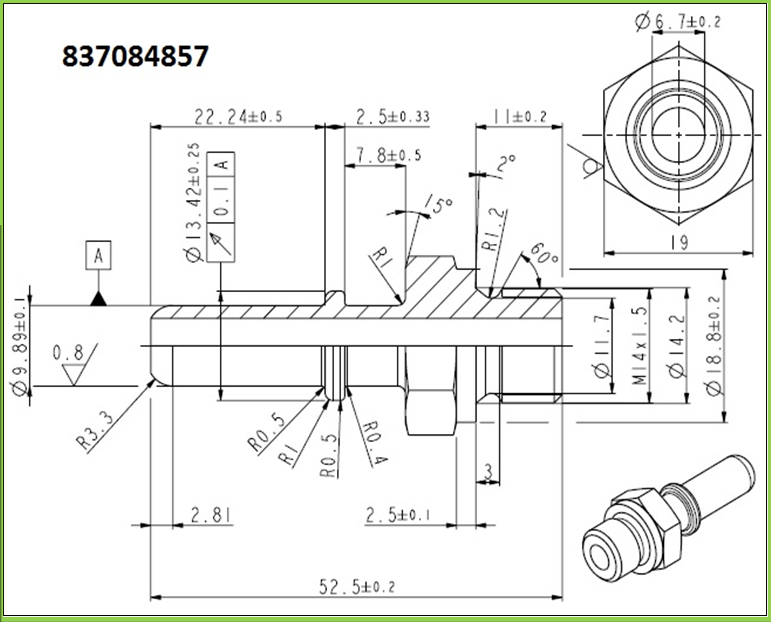 837084857
Ø6.7±0.2
22.24±0.5
2.5±0.33
11±0.2
7.8±0.5
2°
15°
Ø13.42±0.25
0.1 A
A
R1
R1.2
60°
19
Ø9.89±0.1
0.8
Ø11.7
M14x1.5
Ø14.2
Ø18.8±0.2
R3.3
R0.5
R1
R0.5
R0.4
3
2.81
2.5±0.1
52.5±0.2